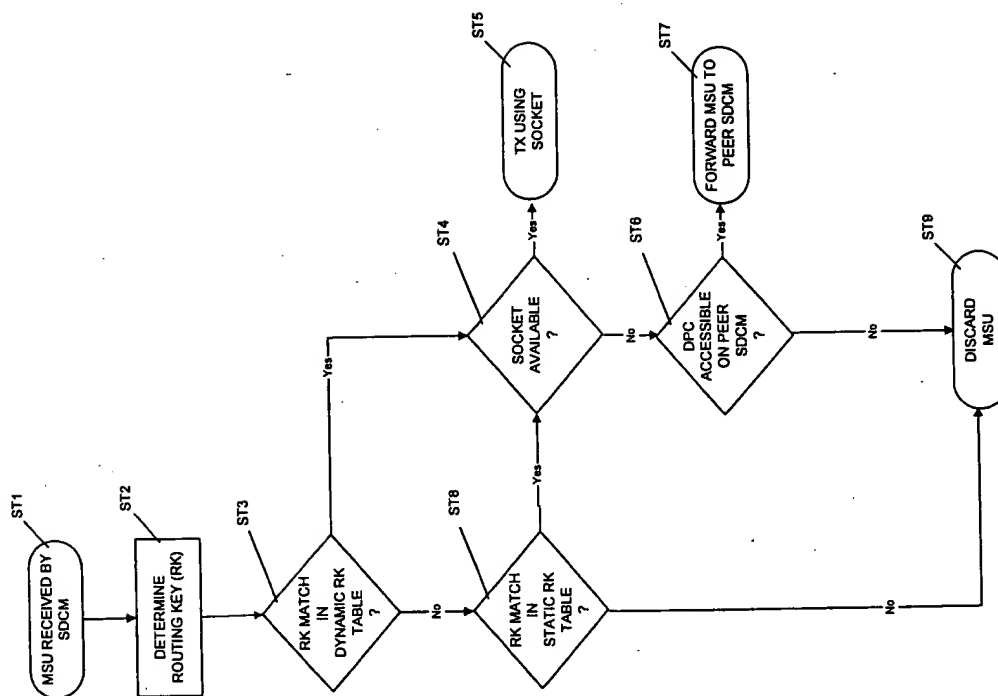 ST1
MSU RECEIVED BY
SDCM
ST2
DETERMINE
ROUTING KEY (RK)
ST3
RK MATCH
IN
DYNAMIC RK
TABLE
?
Yes
No
ST8
RK MATCH
IN
STATIC RK
TABLE
?
Yes
No
ST4
SOCKET
AVAILABLE
?
Yes
No
ST5
TX USING
SOCKET
ST6
DPC
ACCESSIBLE
ON PEER
SDCM
?
Yes
No
ST7
FORWARD MSU TO
PEER SDCM
ST9
DISCARD
MSU